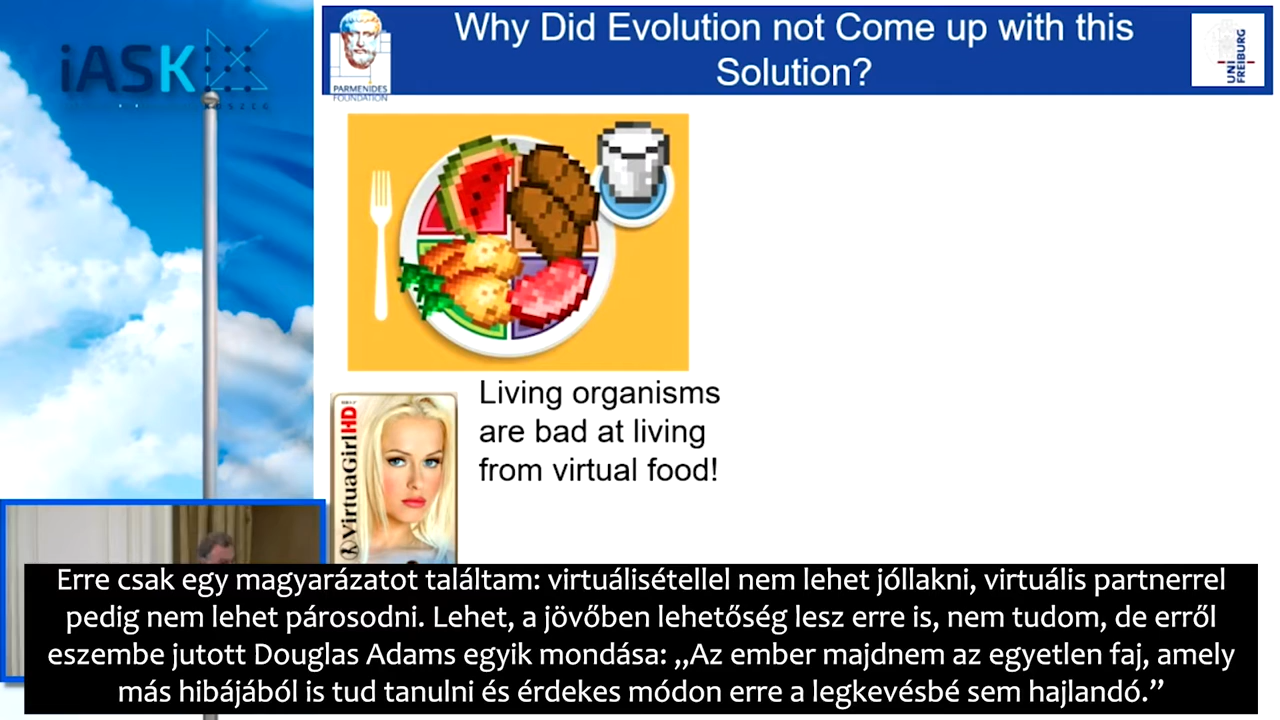 iASK
KŐSZEG
PARMENIDES
FOUNDATION
Why Did Evolution not Come up with this
Solution?
UNI
FREIBURG
VirtuaGirlHD
Living organisms
are bad at living
from virtual food!
Erre csak egy magyarázatot találtam: virtuálisétellel nem lehet jóllakni, virtuális partnerrel
pedig nem lehet párosodni. Lehet, a jövőben lehetőség lesz erre is, nem tudom, de erről
eszembe jutott Douglas Adams egyik mondása: „Az ember majdnem az egyetlen faj, amely
más hibájából is tud tanulni és érdekes módon erre a legkevésbé sem hajlandó.”